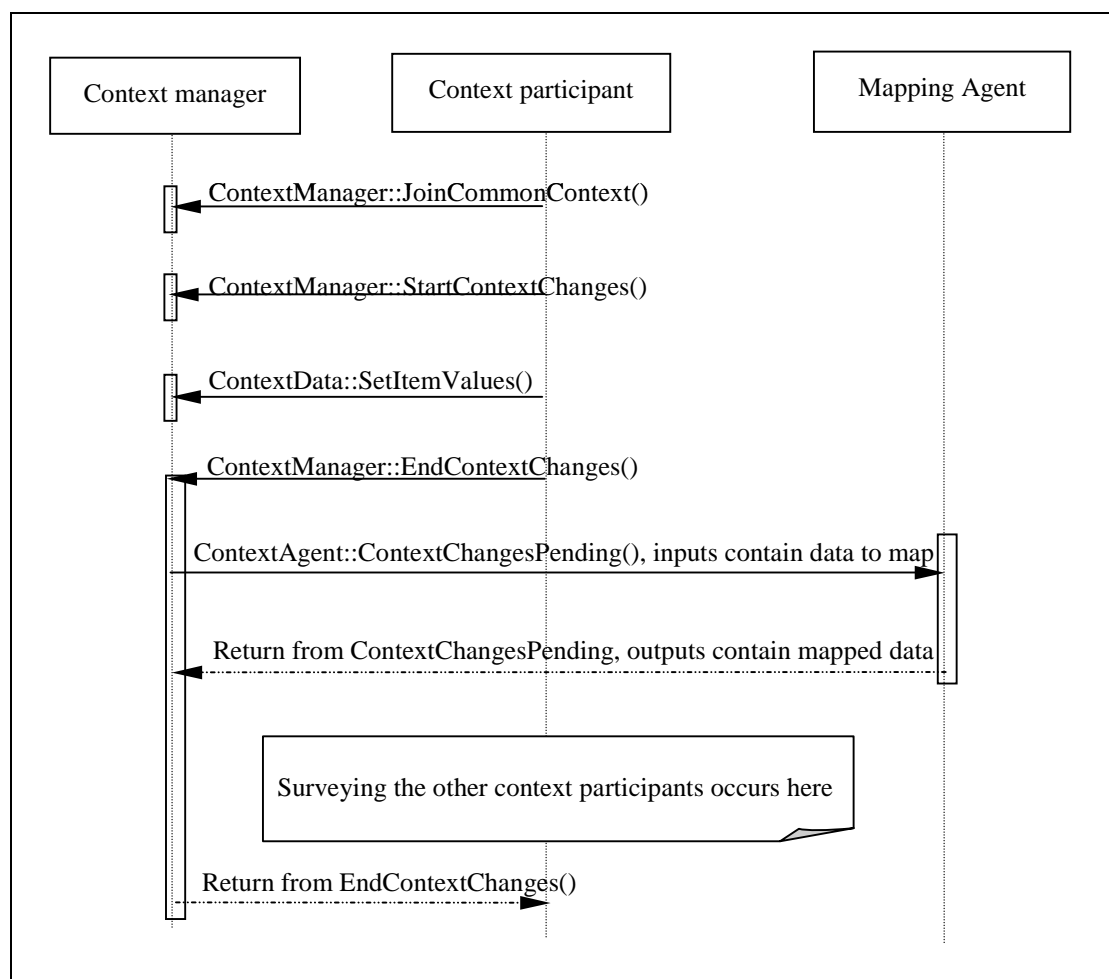 Context manager
Context participant
Mapping Agent
ContextManager::JoinCommonContext()
ContextManager::StartContextChanges()
ContextData::SetItemValues()
ContextManager::EndContextChanges()
ContextAgent::ContextChangesPending(), inputs contain data to map
Return from ContextChangesPending, outputs contain mapped data
Surveying the other context participants occurs here
Return from EndContextChanges()